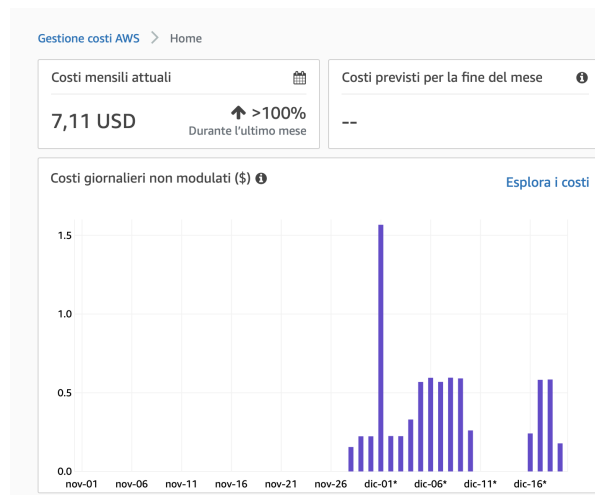 Gestione costi AWS > Home
Costi mensili attuali
7,11 USD
>100%
Durante l'ultimo mese
Costi previsti per la fine del mese
--
Costi giornalieri non modulati ($)
Esplora i costi
1.5
1.0
0.5
0.0
nov-01 nov-06 nov-11 nov-16 nov-21 nov-26 dic-01* dic-06* dic-11* dic-16*